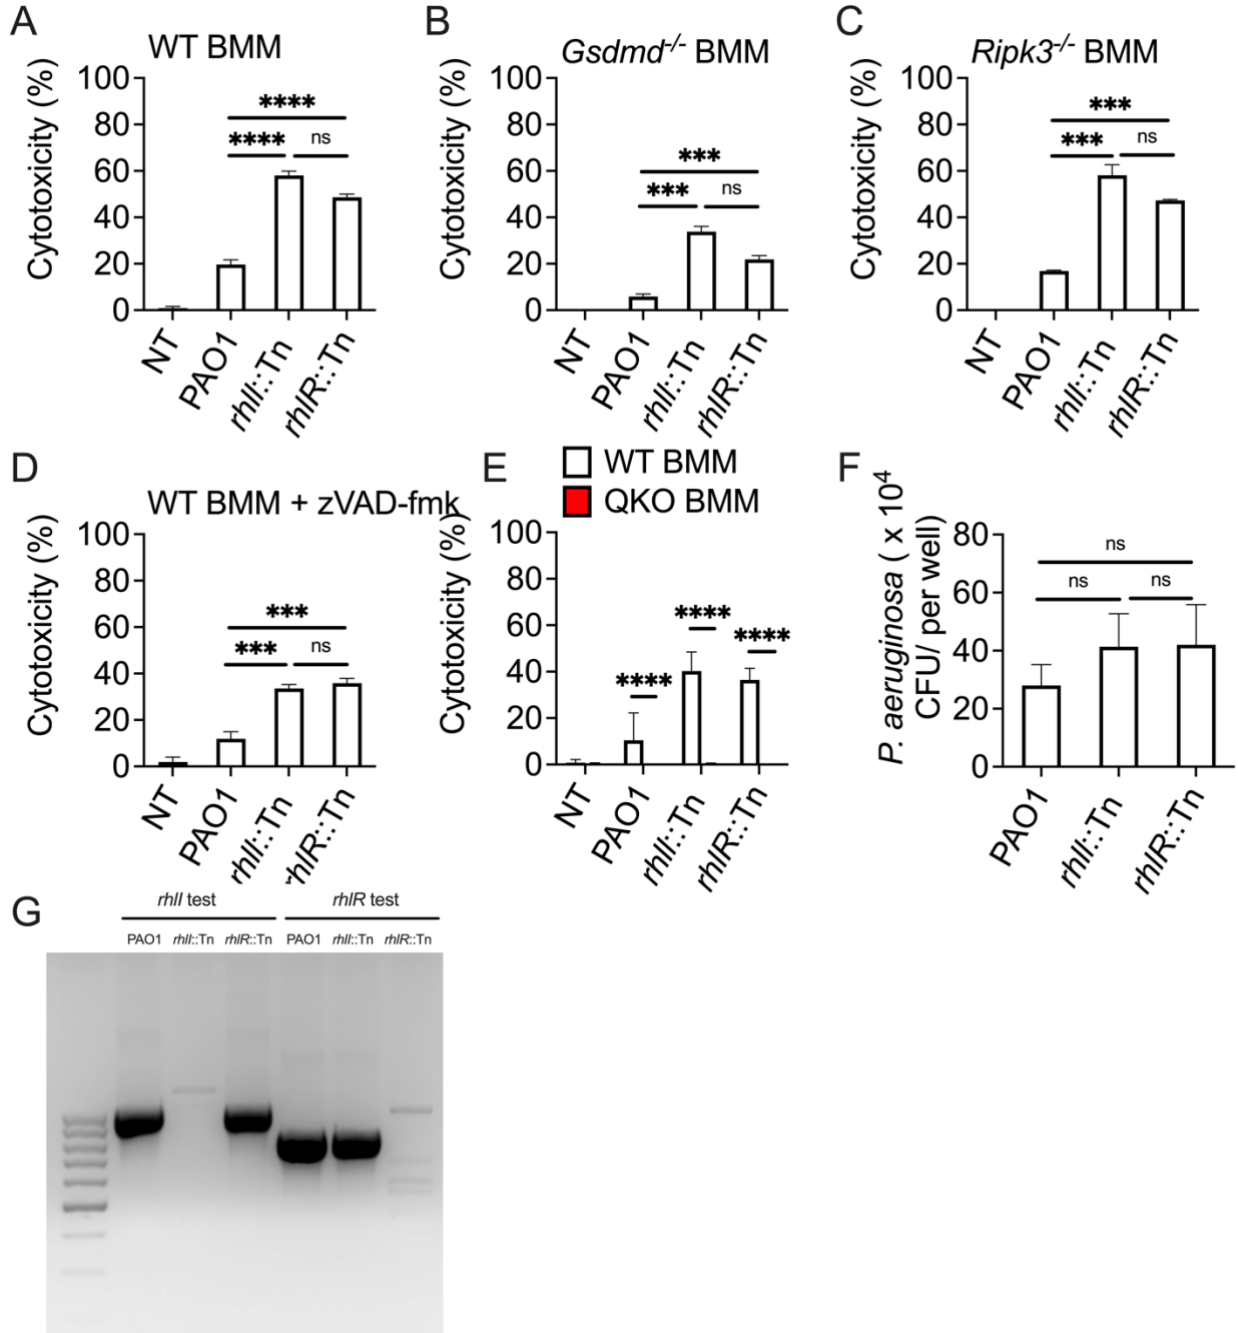 A
WT BMM
Cytotoxicity (%)
100
80
60
40
20
0
****
****
ns
NT
PAO1
rhlI::Tn
rhlR::Tn
B
Gsdmd-/- BMM
Cytotoxicity (%)
100
80
60
40
20
0
***
***
ns
NT
PAO1
rhlI::Tn
rhlR::Tn
C
Ripk3-/- BMM
Cytotoxicity (%)
100
80
60
40
20
0
***
***
ns
NT
PAO1
rhlI::Tn
rhlR::Tn
D
WT BMM + zVAD-fmk
Cytotoxicity (%)
100
80
60
40
20
0
***
***
ns
NT
PAO1
rhlI::Tn
rhlR::Tn
E
WT BMM
QKO BMM
Cytotoxicity (%)
100
80
60
40
20
0
****
****
****
NT
PAO1
rhlI::Tn
rhlR::Tn
F
P. aeruginosa ( x 10⁴
CFU/ per well)
80
60
40
20
0
ns
ns
ns
PAO1
rhlI::Tn
rhlR::Tn
G
rhlI test
rhlR test
PAO1 rhlI::Tn rhlR::Tn PAO1 rhlI::Tn rhlR::Tn